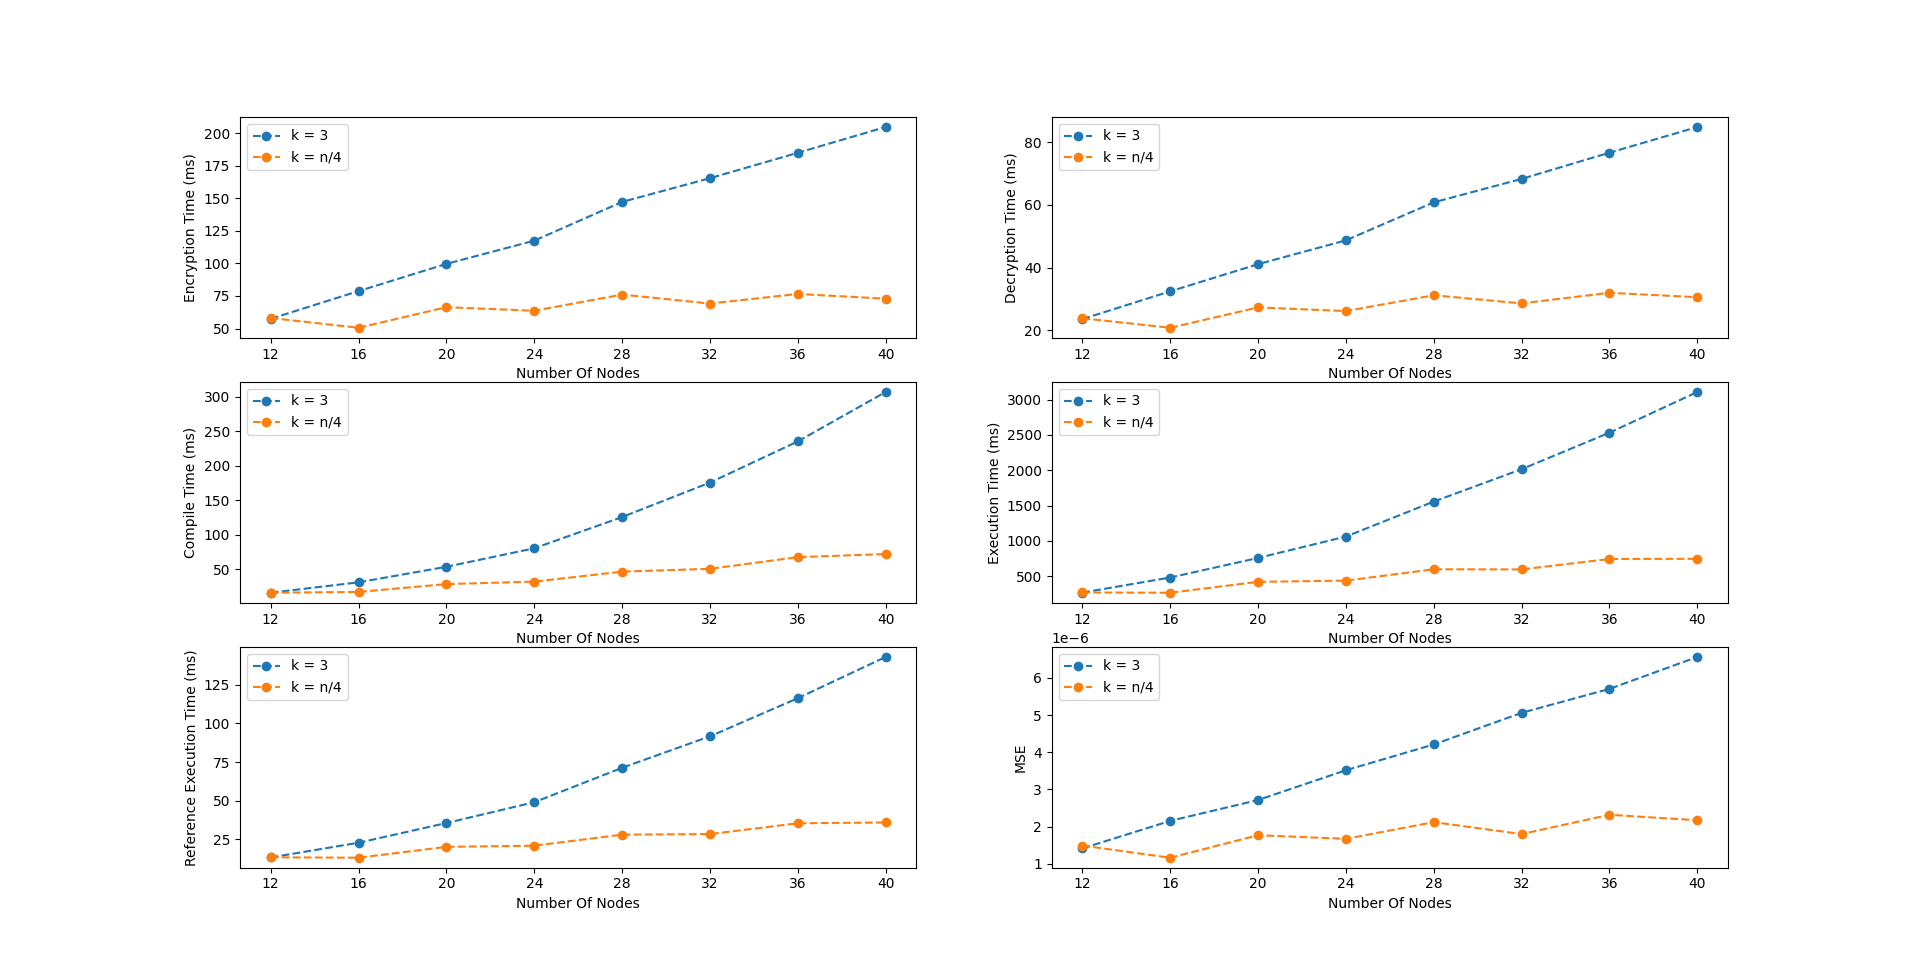 Encryption Time (ms)
200
175
150
125
100
75
50
k = 3
k = n/4
12 16 20 24 28 32 36 40
Number Of Nodes
Decryption Time (ms)
80
60
40
20
k = 3
k = n/4
12 16 20 24 28 32 36 40
Number Of Nodes
Compile Time (ms)
300
250
200
150
100
50
k = 3
k = n/4
12 16 20 24 28 32 36 40
Number Of Nodes
Execution Time (ms)
3000
2500
2000
1500
1000
500
k = 3
k = n/4
12 16 20 24 28 32 36 40
Number Of Nodes
Reference Execution Time (ms)
125
100
75
50
25
k = 3
k = n/4
12 16 20 24 28 32 36 40
Number Of Nodes
1e−6
MSE
6
5
4
3
2
1
k = 3
k = n/4
12 16 20 24 28 32 36 40
Number Of Nodes